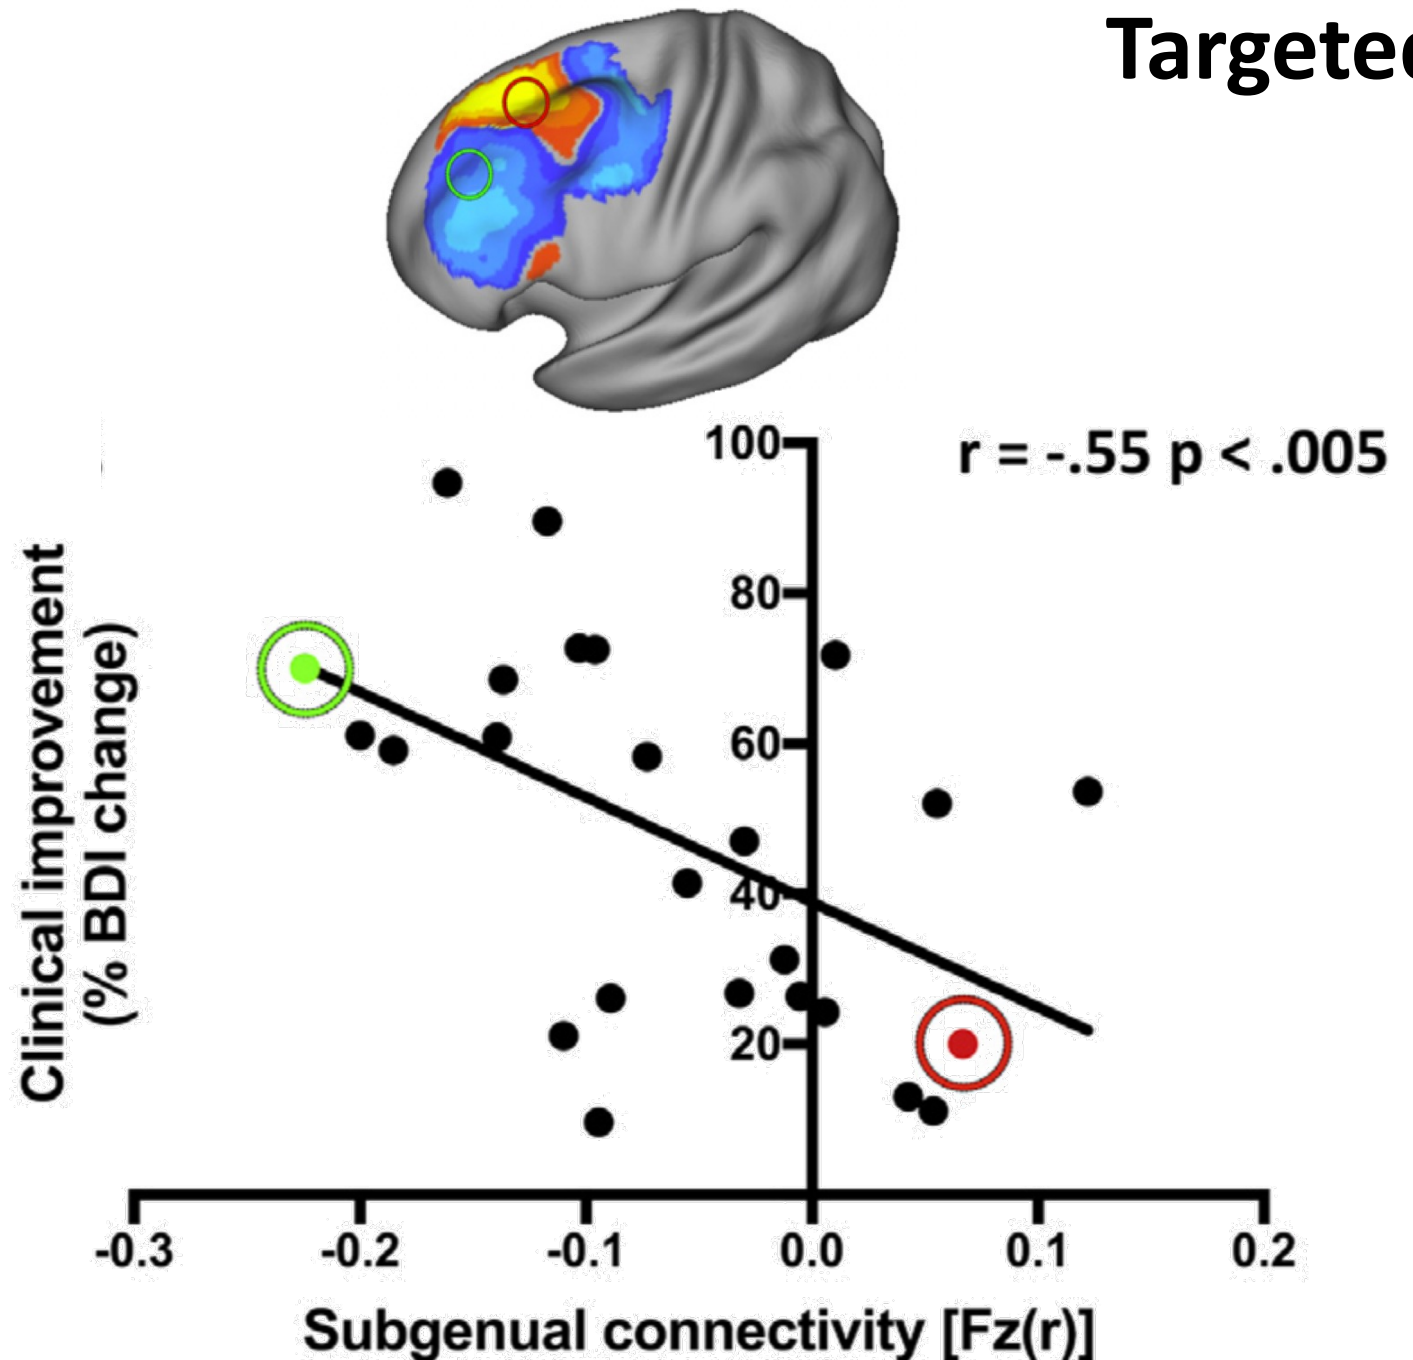 Targeted
r = -.55 p < .005
Clinical improvement
(% BDI change)
100
80
60
40
20
-0.3 -0.2 -0.1 0.0 0.1 0.2
Subgenual connectivity [Fz(r)]